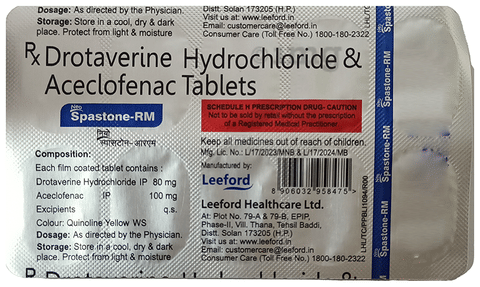 Dosage: As directed by the Physician.
Storage: Store in a cool, dry & dark
place. Protect from light & moisture
Distt. Solan 173205 (H.P.)
Visit us at: www.leeford.in
Email: customercare@leeford.in
Consumer Care (Toll Free No.) 1800-180-2322
Rx Drotaverine Hydrochloride &
Aceclofenac Tablets
Neo
Spastone-RM
नियो
स्पासटोन-आरएम
Composition:
Each film coated tablet contains :
Drotaverine Hydrochloride IP 80 mg
Aceclofenac IP 100 mg
Excipients q.s.
Colour: Quinoline Yellow WS
Dosage: As directed by the Physician.
Storage: Store in a cool, dry & dark
place. Protect from light & moisture
SCHEDULE H PRESCRIPTION DRUG- CAUTION
Not to be sold by retail without the prescription
of a Registered Medical Practitioner.
Keep all medicines out of reach of children.
Mfg. Lic. No.: L/17/2023/MNB & L/17/2024/MB
Manufactured by:
Leeford
8 906032 958475 >
Leeford Healthcare Ltd.
At: Plot No. 79-A & 79-B, EPIP,
Phase-II, Vill. Thana, Tehsil Baddi,
Distt. Solan 173205 (H.P.)
Visit us at: www.leeford.in
Email: customercare@leeford.in
Consumer Care (Toll Free No.) 1800-180-2322
Spastone-RM
Neo
Spastone-RM
Rx Drotaverine Hydrochloride &